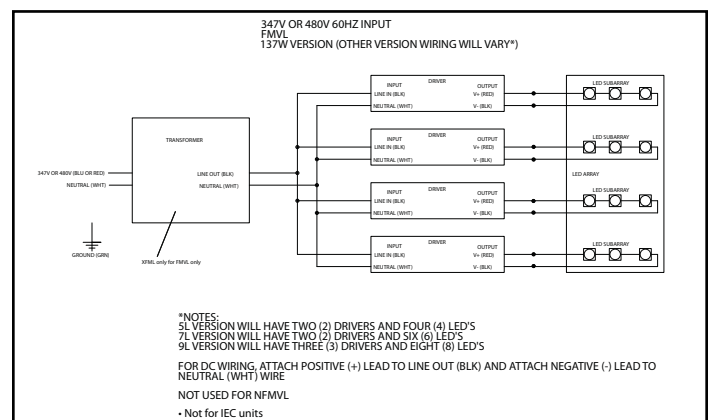 347V OR 480V 60HZ INPUT
FMVL
137W VERSION (OTHER VERSION WIRING WILL VARY*)
TRANSFORMER
347V OR 480V (BLU OR RED)
NEUTRAL (WHT)
LINE OUT (BLK)
NEUTRAL (WHT)
GROUND (GRN)
XFML only for FMVL only
INPUT DRIVER OUTPUT
LINE IN (BLK) V+ (RED)
NEUTRAL (WHT) V- (BLK)
LED SUBARRAY
INPUT DRIVER OUTPUT
LINE IN (BLK) V+ (RED)
NEUTRAL (WHT) V- (BLK)
LED SUBARRAY
LED ARRAY
INPUT DRIVER OUTPUT
LINE IN (BLK) V+ (RED)
NEUTRAL (WHT) V- (BLK)
LED SUBARRAY
INPUT DRIVER OUTPUT
LINE IN (BLK) V+ (RED)
NEUTRAL (WHT) V- (BLK)
LED SUBARRAY
*NOTES:
5L VERSION WILL HAVE TWO (2) DRIVERS AND FOUR (4) LED'S
7L VERSION WILL HAVE TWO (2) DRIVERS AND SIX (6) LED'S
9L VERSION WILL HAVE THREE (3) DRIVERS AND EIGHT (8) LED'S
FOR DC WIRING, ATTACH POSITIVE (+) LEAD TO LINE OUT (BLK) AND ATTACH NEGATIVE (-) LEAD TO
NEUTRAL (WHT) WIRE
NOT USED FOR NFMVL
• Not for IEC units